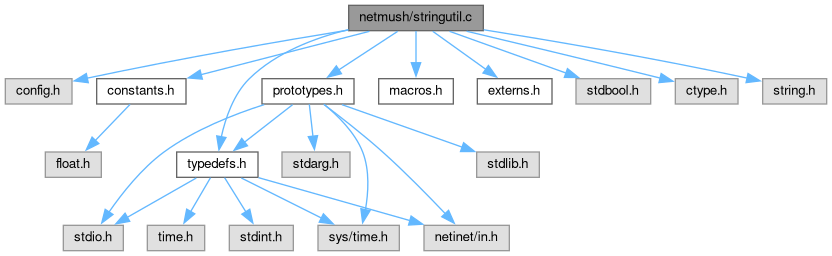 netmush/stringutil.c
config.h
constants.h
prototypes.h
macros.h
externs.h
stdbool.h
ctype.h
string.h
float.h
typedefs.h
stdarg.h
stdlib.h
stdio.h
time.h
stdint.h
sys/time.h
netinet/in.h